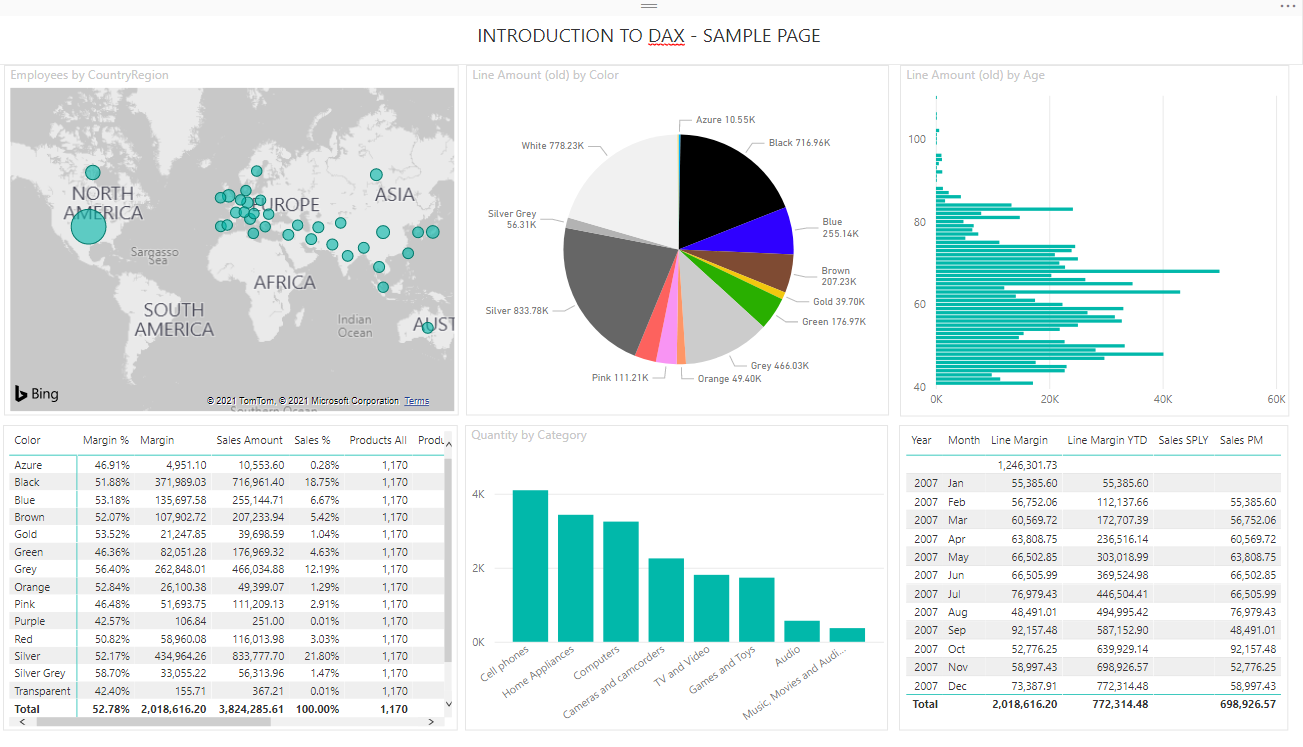 INTRODUCTION TO DAX - SAMPLE PAGE
Employees by CountryRegion
NORTH
AMERICA
EUROPE
ASIA
Sargasso
Sea
AFRICA
SOUTH
AMERICA
Indian
Ocean
AUST
Bing
© 2021 TomTom, © 2021 Microsoft Corporation Terms
Southern Ocean
Line Amount (old) by Color
Azure 10.55K
White 778.23K
Black 716.96K
Silver Grey
56.31K
Blue
255.14K
Brown
207.23K
Gold 39.70K
Silver 833.78K
Green 176.97K
Grey 466.03K
Pink 111.21K
Orange 49.40K
Line Amount (old) by Age
100
80
60
40
0K 20K 40K 60K
Color Margin % Margin Sales Amount Sales % Products All Produ
Azure 46.91% 4,951.10 10,553.60 0.28% 1,170
Black 51.88% 371,989.03 716,961.40 18.75% 1,170
Blue 53.18% 135,697.58 255,144.71 6.67% 1,170
Brown 52.07% 107,902.72 207,233.94 5.42% 1,170
Gold 53.52% 21,247.85 39,698.59 1.04% 1,170
Green 46.36% 82,051.28 176,969.32 4.63% 1,170
Grey 56.40% 262,848.01 466,034.88 12.19% 1,170
Orange 52.84% 26,100.38 49,399.07 1.29% 1,170
Pink 46.48% 51,693.75 111,209.13 2.91% 1,170
Purple 42.57% 106.84 251.00 0.01% 1,170
Red 50.82% 58,960.08 116,013.98 3.03% 1,170
Silver 52.17% 434,964.26 833,777.70 21.80% 1,170
Silver Grey 58.70% 33,055.22 56,313.96 1.47% 1,170
Transparent 42.40% 155.71 367.21 0.01% 1,170
Total 52.78% 2,018,616.20 3,824,285.61 100.00% 1,170
Quantity by Category
4K
2K
0K
Cell phones
Home Appliances
Computers
Cameras and camcorders
TV and Video
Games and Toys
Audio
Music, Movies and Audi...
Year Month Line Margin Line Margin YTD Sales SPLY Sales PM
1,246,301.73
2007 Jan 55,385.60 55,385.60
2007 Feb 56,752.06 112,137.66 55,385.60
2007 Mar 60,569.72 172,707.39 56,752.06
2007 Apr 63,808.75 236,516.14 60,569.72
2007 May 66,502.85 303,018.99 63,808.75
2007 Jun 66,505.99 369,524.98 66,502.85
2007 Jul 76,979.43 446,504.41 66,505.99
2007 Aug 48,491.01 494,995.42 76,979.43
2007 Sep 92,157.48 587,152.90 48,491.01
2007 Oct 52,776.25 639,929.14 92,157.48
2007 Nov 58,997.43 698,926.57 52,776.25
2007 Dec 73,387.91 772,314.48 58,997.43
Total 2,018,616.20 772,314.48 698,926.57